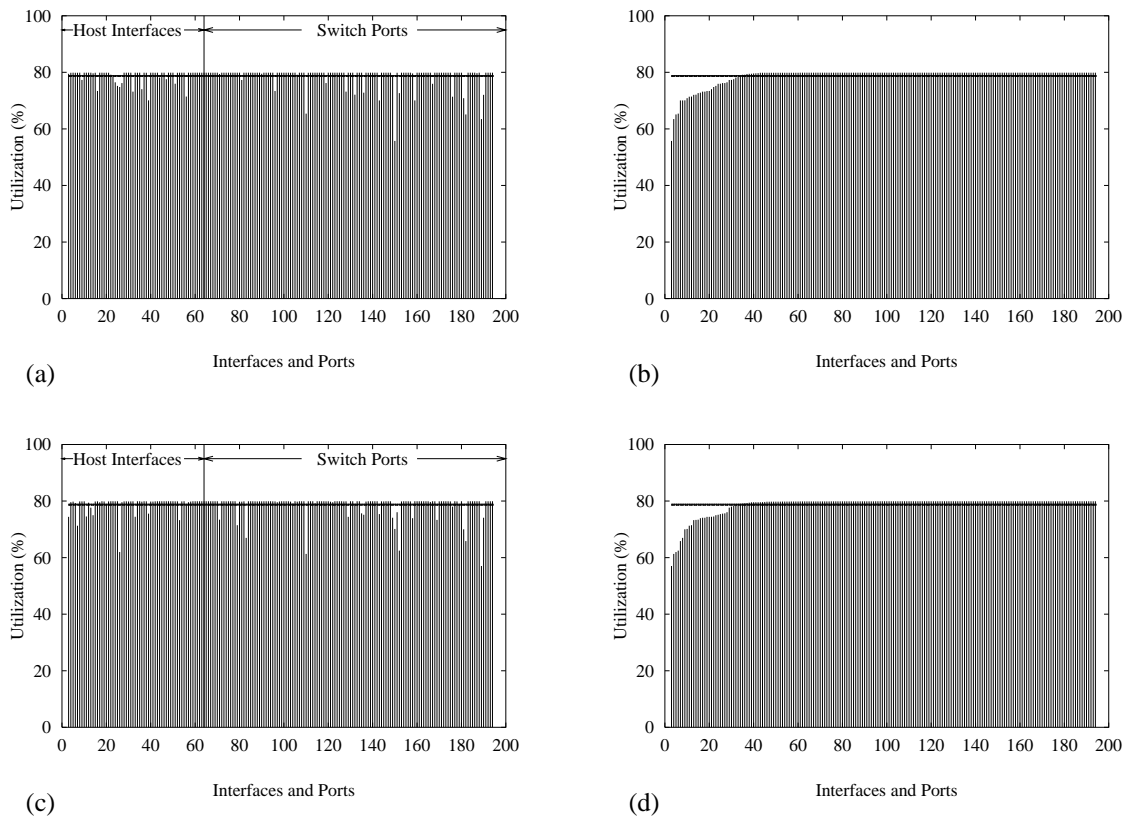 100
80
60
40
20
0
Utilization (%)
Host Interfaces
Switch Ports
0 20 40 60 80 100 120 140 160 180 200
Interfaces and Ports
(a)
100
80
60
40
20
0
Utilization (%)
0 20 40 60 80 100 120 140 160 180 200
Interfaces and Ports
(b)
100
80
60
40
20
0
Utilization (%)
Host Interfaces
Switch Ports
0 20 40 60 80 100 120 140 160 180 200
Interfaces and Ports
(c)
100
80
60
40
20
0
Utilization (%)
0 20 40 60 80 100 120 140 160 180 200
Interfaces and Ports
(d)